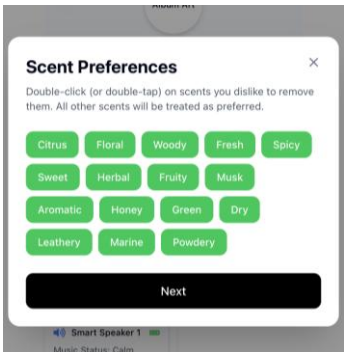 Album Art
Scent Preferences
Double-click (or double-tap) on scents you dislike to remove
them. All other scents will be treated as preferred.
Citrus Floral Woody Fresh Spicy
Sweet Herbal Fruity Musk
Aromatic Honey Green Dry
Leathery Marine Powdery
Next
Smart Speaker 1
Music Status: Calm